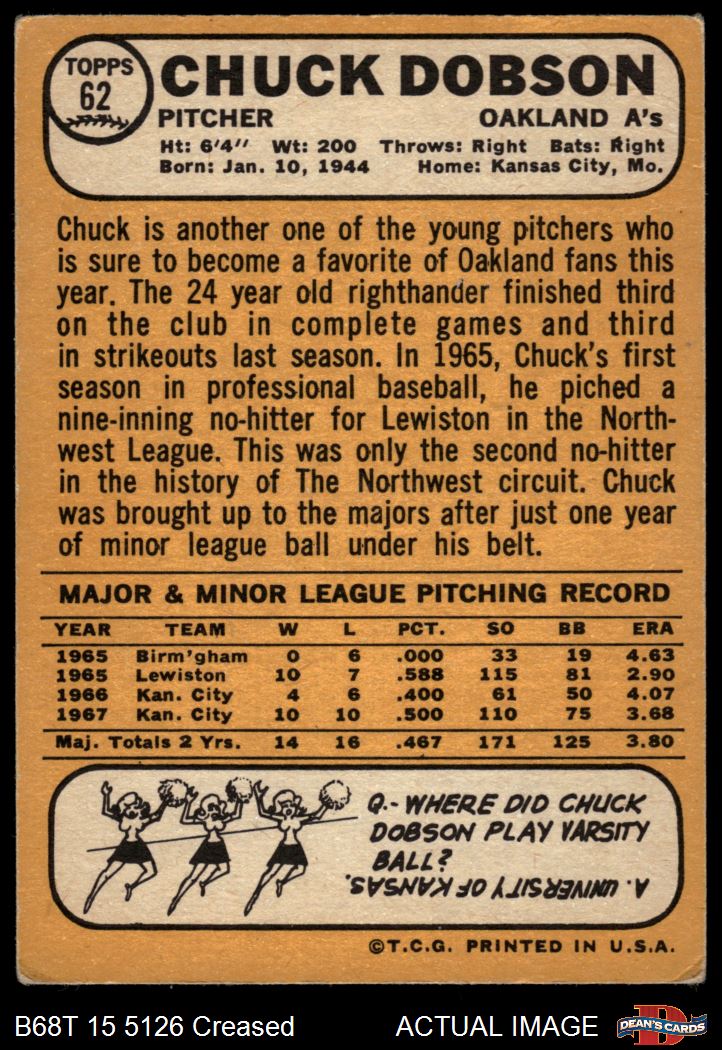 TOPPS
62
CHUCK DOBSON
PITCHER OAKLAND A's
Ht: 6'4" Wt: 200 Throws: Right Bats: Right
Born: Jan. 10, 1944 Home: Kansas City, Mo.
Chuck is another one of the young pitchers who
is sure to become a favorite of Oakland fans this
year. The 24 year old righthander finished third
on the club in complete games and third
in strikeouts last season. In 1965, Chuck's first
season in professional baseball, he piched a
nine-inning no-hitter for Lewiston in the North-
west League. This was only the second no-hitter
in the history of The Northwest circuit. Chuck
was brought up to the majors after just one year
of minor league ball under his belt.
MAJOR & MINOR LEAGUE PITCHING RECORD
YEAR TEAM W L PCT. SO BB ERA
1965 Birm'gham 0 6 .000 33 19 4.63
1965 Lewiston 10 7 .588 115 81 2.90
1966 Kan. City 4 6 .400 61 50 4.07
1967 Kan. City 10 10 .500 110 75 3.68
Maj. Totals 2 Yrs. 14 16 .467 171 125 3.80
Q.- WHERE DID CHUCK
DOBSON PLAY VARSITY
BALL?
A. UNIVERSITY OF KANSAS.
©T.C.G. PRINTED IN U.S.A.
B68T 15 5126 Creased ACTUAL IMAGE
D
DEAN'S CARDS